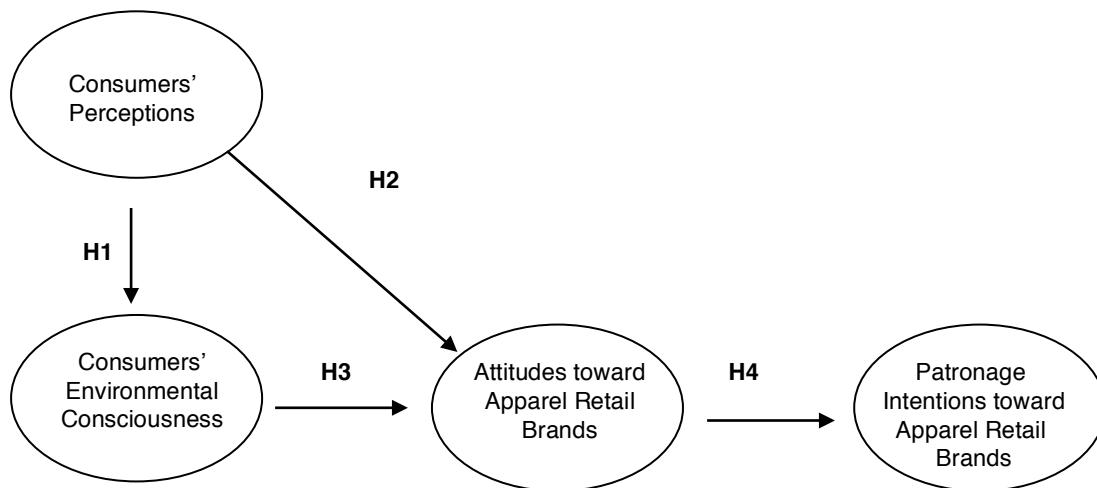 Consumers’
Perceptions
H2
H1
Consumers’
Environmental
Consciousness
H3
Attitudes toward
Apparel Retail
Brands
H4
Patronage
Intentions toward
Apparel Retail
Brands